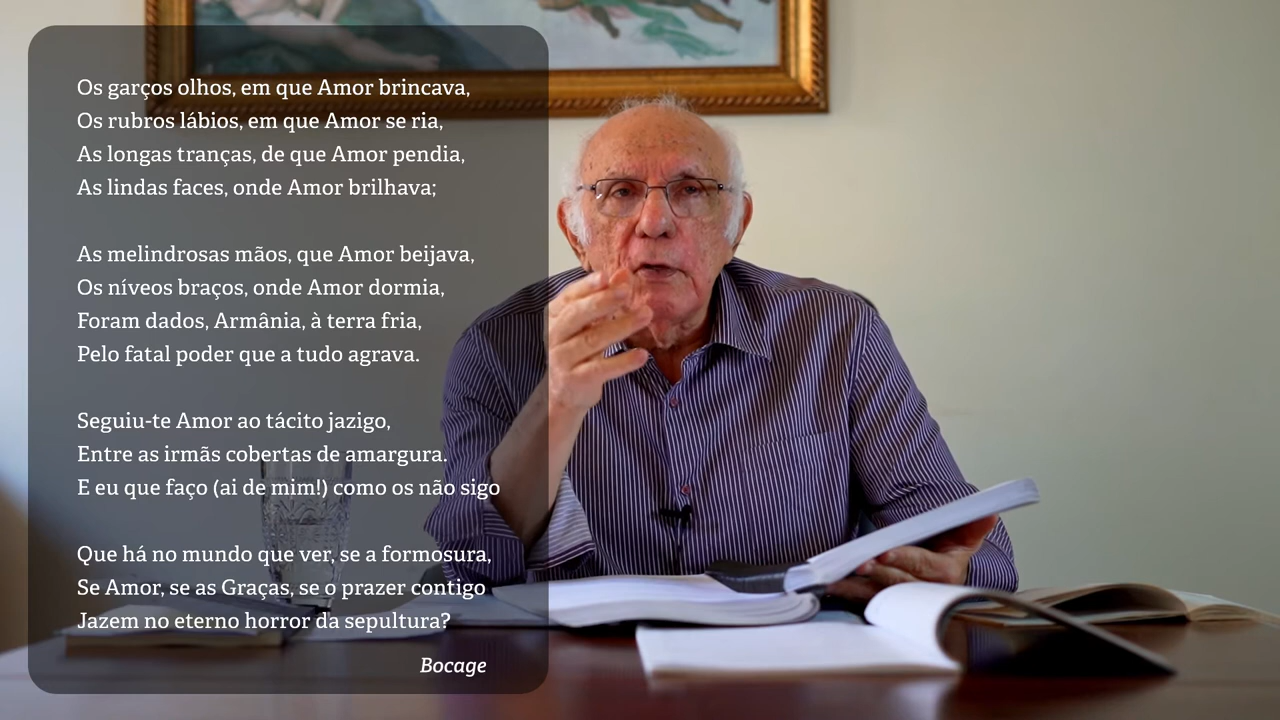 Os garços olhos, em que Amor brincava,
Os rubros lábios, em que Amor se ria,
As longas tranças, de que Amor pendia,
As lindas faces, onde Amor brilhava;
As melindrosas mãos, que Amor beijava,
Os níveos braços, onde Amor dormia,
Foram dados, Armânia, à terra fria,
Pelo fatal poder que a tudo agrava.
Seguiu-te Amor ao tácito jazigo,
Entre as irmãs cobertas de amargura.
E eu que faço (ai de mim!) como os não sigo
Que há no mundo que ver, se a formosura,
Se Amor, se as Graças, se o prazer contigo
Jazem no eterno horror da sepultura?
Bocage